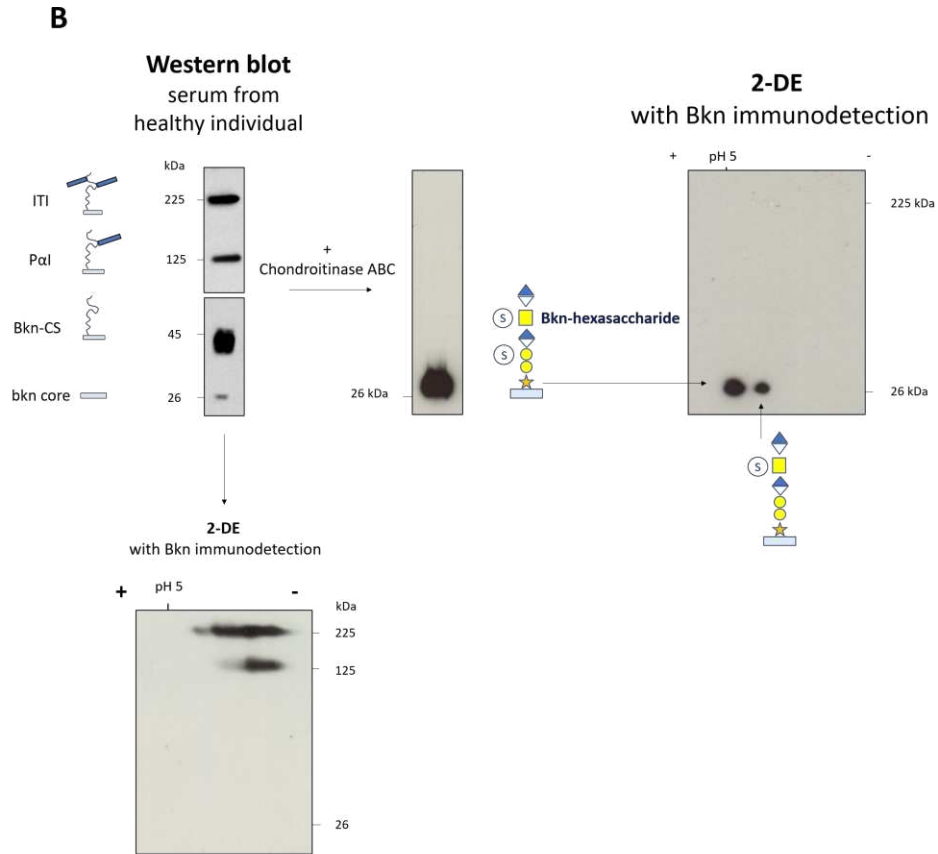 B
Western blot
serum from
healthy individual
2-DE
with Bkn immunodetection
kDa
ITI
225
PαI
125
Bkn-CS
45
bkn core
26
+
Chondroitinase ABC
26 kDa
+
pH 5
-
225 kDa
26 kDa
S
Bkn-hexasaccharide
S
S
2-DE
with Bkn immunodetection
+
pH 5
-
kDa
225
125
26